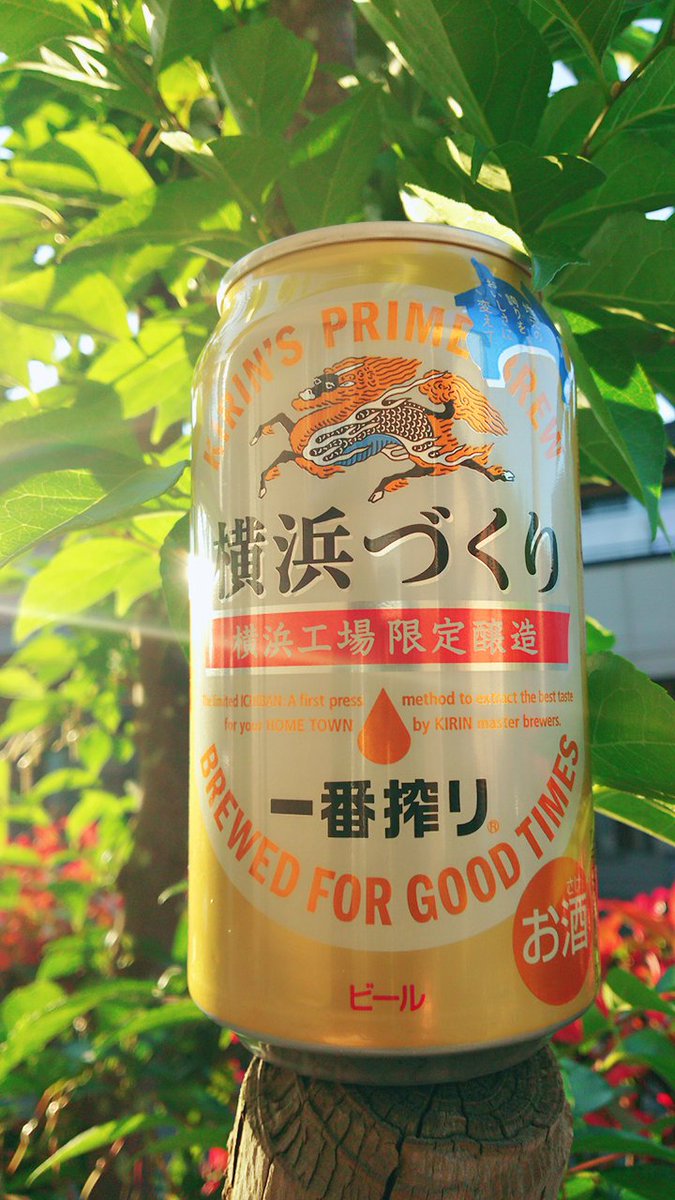 KIRIN'S PRIME BREW
横浜づくり
横浜工場 限定醸造
The limited ICHIBAN: A first press method to extract the best taste
for your HOME TOWN by KIRIN master brewers.
一番搾り®
BREWED FOR GOOD TIMES
さけ
お酒
ビール